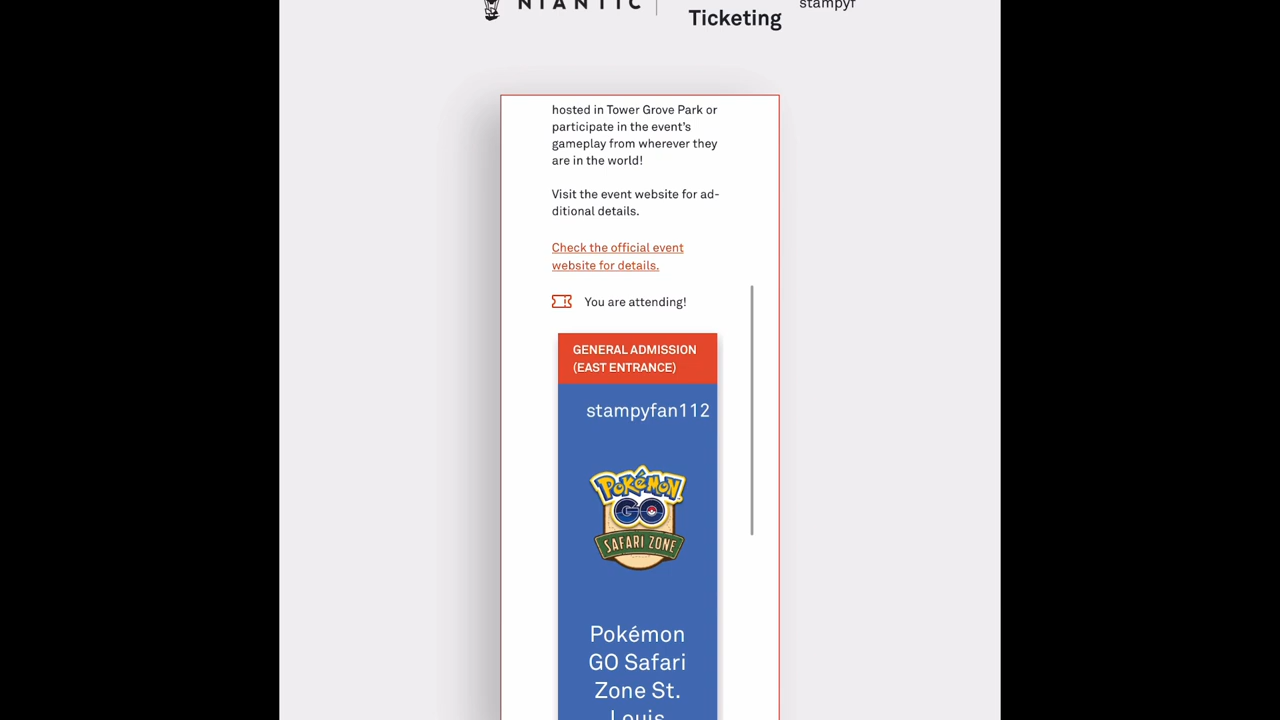 NIANTIC
Ticketing
stampyf
hosted in Tower Grove Park or
participate in the event's
gameplay from wherever they
are in the world!
Visit the event website for ad-
ditional details.
Check the official event
website for details.
You are attending!
GENERAL ADMISSION
(EAST ENTRANCE)
stampyfan112
POKÉMON
GO
SAFARI ZONE
Pokémon
GO Safari
Zone St.
Louis